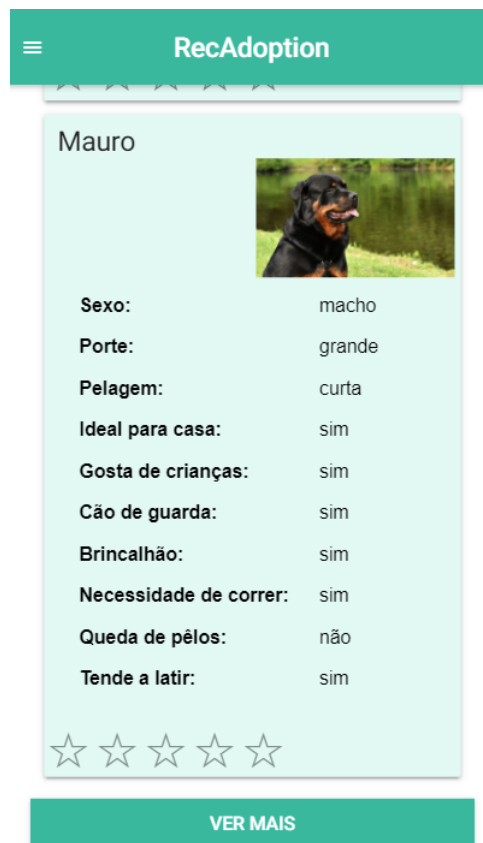 RecAdoption
Mauro
Sexo: macho
Porte: grande
Pelagem: curta
Ideal para casa: sim
Gosta de crianças: sim
Cão de guarda: sim
Brincalhão: sim
Necessidade de correr: sim
Queda de pêlos: não
Tende a latir: sim
VER MAIS